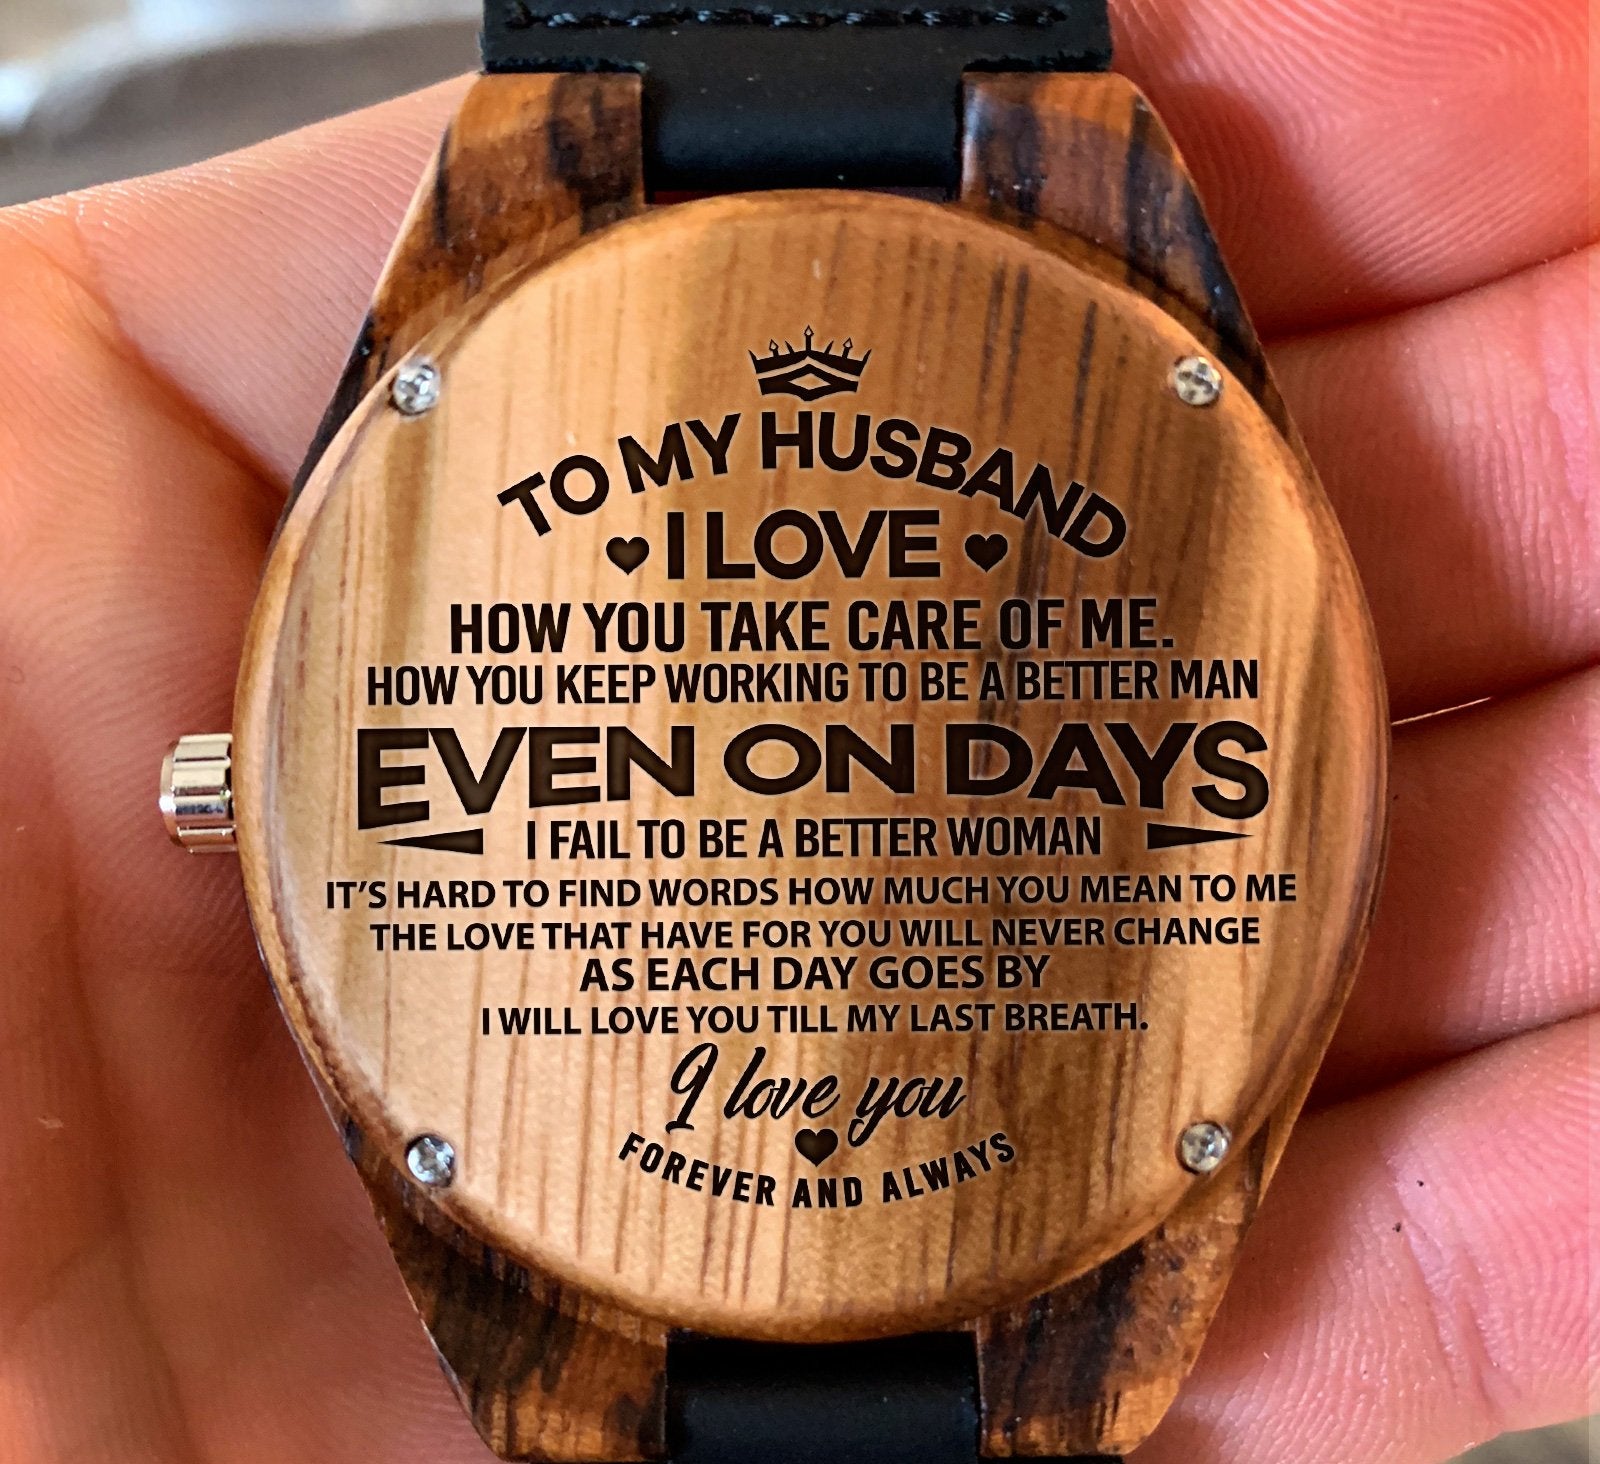 TO MY HUSBAND
I LOVE
HOW YOU TAKE CARE OF ME.
HOW YOU KEEP WORKING TO BE A BETTER MAN
EVEN ON DAYS
I FAIL TO BE A BETTER WOMAN
IT'S HARD TO FIND WORDS HOW MUCH YOU MEAN TO ME
THE LOVE THAT HAVE FOR YOU WILL NEVER CHANGE
AS EACH DAY GOES BY
I WILL LOVE YOU TILL MY LAST BREATH.
I love you
FOREVER AND ALWAYS